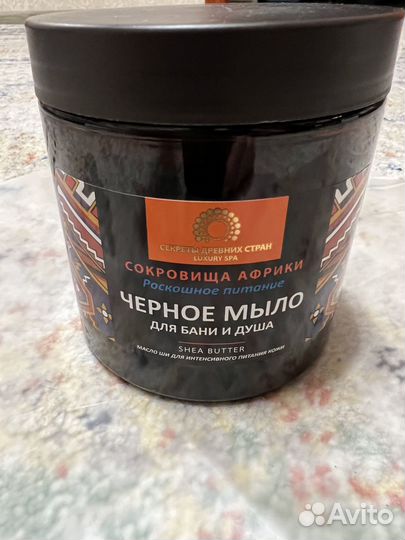 СЕКРЕТЫ ДРЕВНИХ СТРАН
LUXURY SPA
СОКРОВИЩА АФРИКИ
Роскошное питание
ЧЕРНОЕ МЫЛО
ДЛЯ БАНИ И ДУША
SHEA BUTTER
МАСЛО ШИ ДЛЯ ИНТЕНСИВНОГО ПИТАНИЯ КОЖИ
Avito